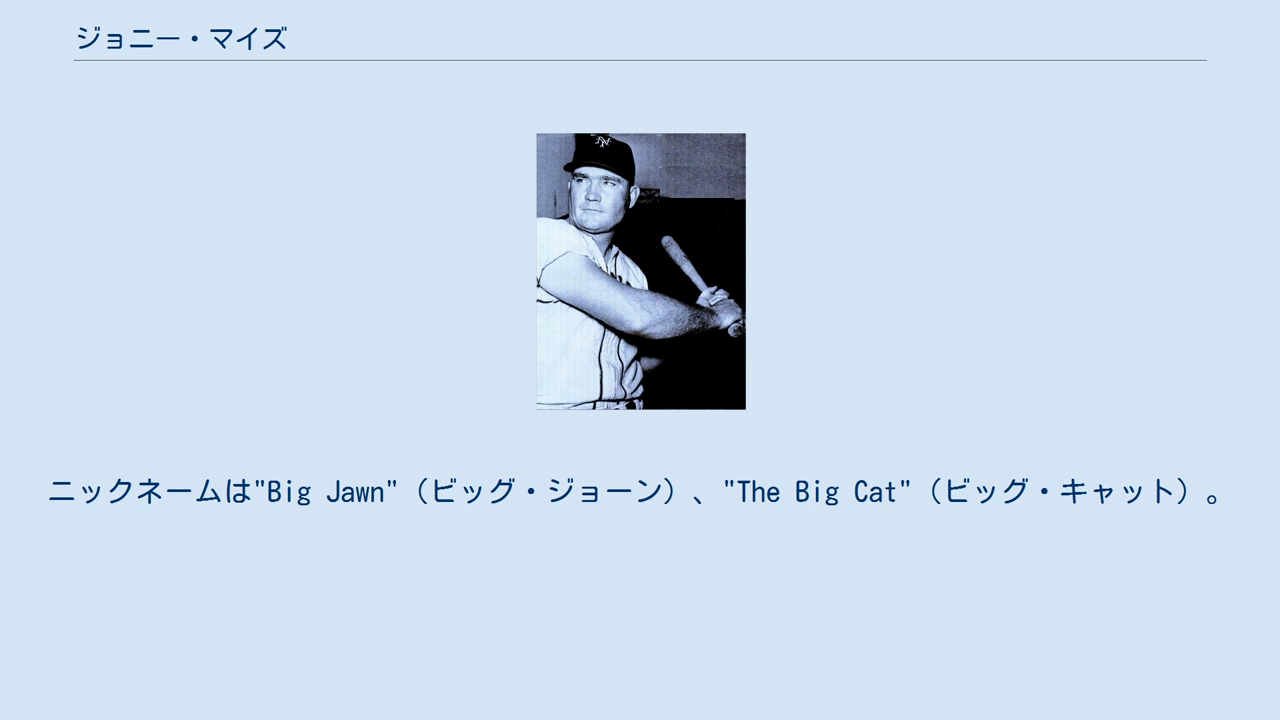 ジョニー・マイズ
ニックネームは"Big Jawn"（ビッグ・ジョーン）、"The Big Cat"（ビッグ・キャット）。